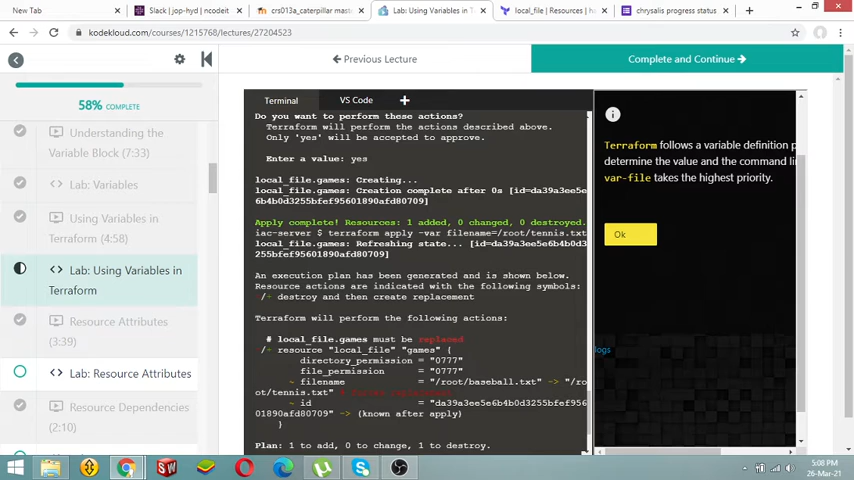 New Tab
Slack | jop-hyd | ncodeit
crs013a_caterpillar mast
Lab: Using Variables in T
local_file | Resources | ha
chrysalis progress status
kodekloud.com/courses/1215768/lectures/27204523
Previous Lecture
Complete and Continue
58% COMPLETE
Understanding the
Variable Block (7:33)
Lab: Variables
Using Variables in
Terraform (4:58)
Lab: Using Variables in
Terraform
Resource Attributes
(3:39)
Lab: Resource Attributes
Resource Dependencies
(2:10)
Terminal
VS Code
Do you want to perform these actions?
Terraform will perform the actions described above.
Only 'yes' will be accepted to approve.
Enter a value: yes
local_file.games: Creating...
local_file.games: Creation complete after 0s [id=da39a3ee5e
6b4b0d3255bfef95601890afd80709]
Apply complete! Resources: 1 added, 0 changed, 0 destroyed.
iac-server $ terraform apply -var filename=/root/tennis.txt
local_file.games: Refreshing state... [id=da39a3ee5e6b4b0d3
255bfef95601890afd80709]
An execution plan has been generated and is shown below.
Resource actions are indicated with the following symbols:
/+ destroy and then create replacement
Terraform will perform the following actions:
# local_file.games must be replaced
/+ resource "local_file" "games" {
directory_permission = "0777"
file_permission = "0777"
~ filename = "/root/baseball.txt" -> "/ro
ot/tennis.txt" # forces replacement
~ id = "da39a3ee5e6b4b0d3255bfef956
01890afd80709" -> (known after apply)
}
Plan: 1 to add, 0 to change, 1 to destroy.
Terraform follows a variable definition p
determine the value and the command li
var-file takes the highest priority.
Ok
logs
5:08 PM
26-Mar-21